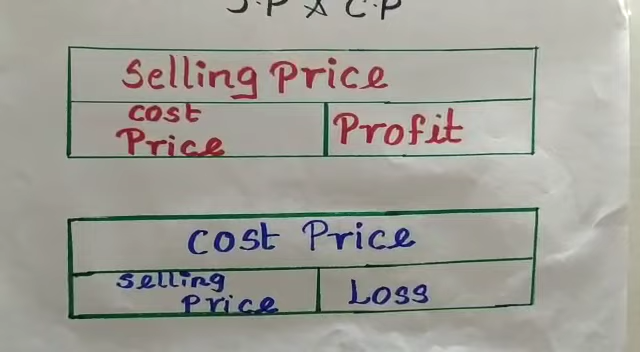 S.P X C.P
Selling Price
cost
Price
Profit
Cost Price
Selling
Price
Loss